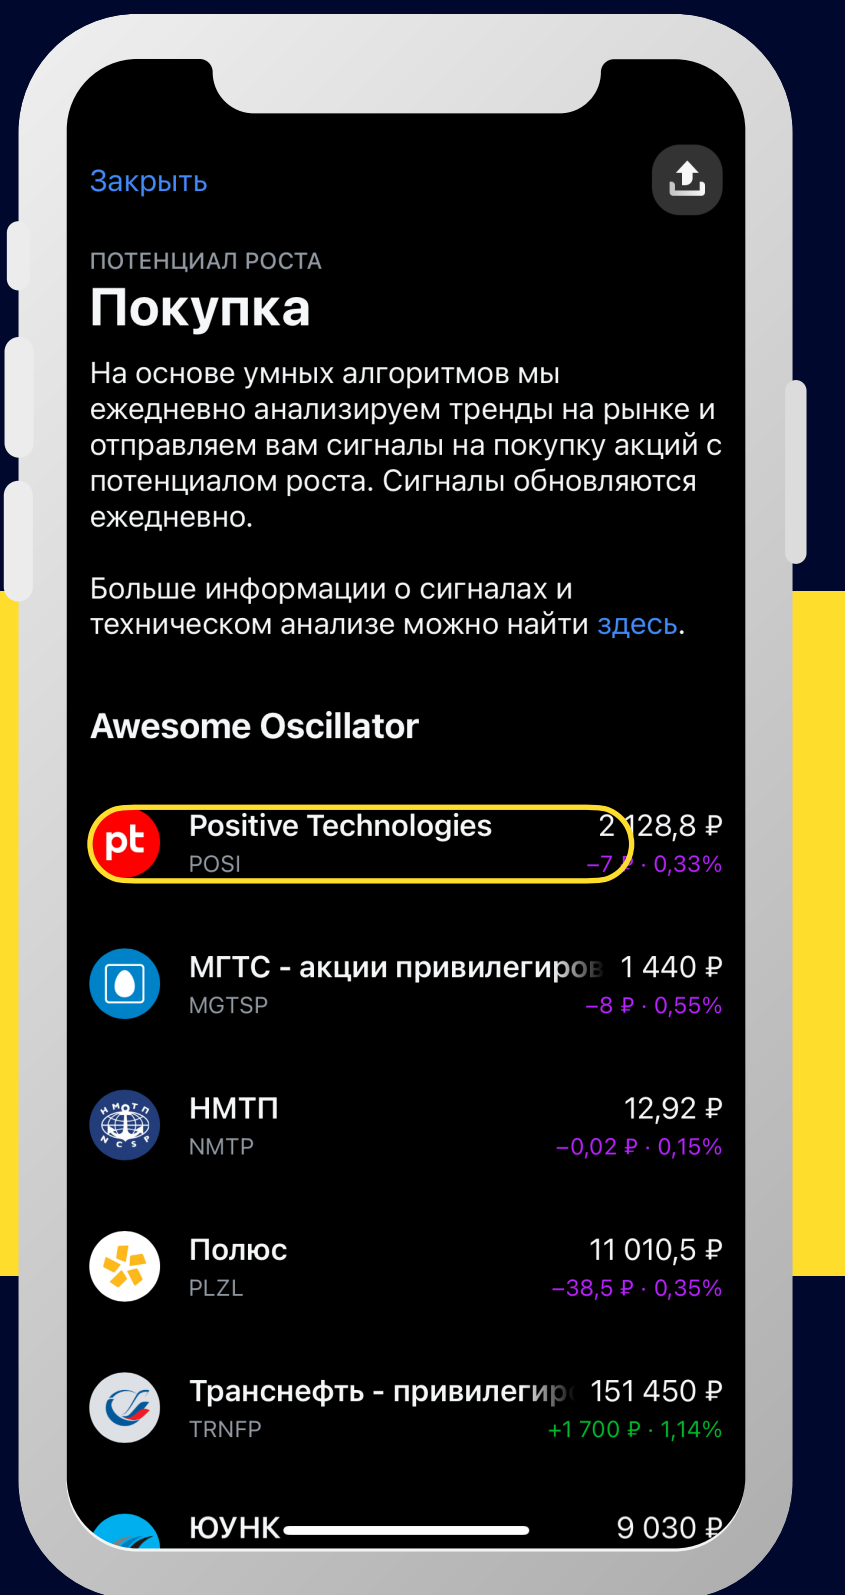 Закрыть
ПОТЕНЦИАЛ РОСТА
Покупка
На основе умных алгоритмов мы
ежедневно анализируем тренды на рынке и
отправляем вам сигналы на покупку акций с
потенциалом роста. Сигналы обновляются
ежедневно.
Больше информации о сигналах и
техническом анализе можно найти здесь.
Awesome Oscillator
pt Positive Technologies 2 128,8 ₽
POSI −7 ₽ · 0,33%
МГТС - акции привилегиров 1 440 ₽
MGTSP −8 ₽ · 0,55%
НМТП
NCSP
НМТП 12,92 ₽
NMTP −0,02 ₽ · 0,15%
Полюс 11 010,5 ₽
PLZL −38,5 ₽ · 0,35%
Транснефть - привилегир 151 450 ₽
TRNFP +1 700 ₽ · 1,14%
ЮУНК 9 030 ₽